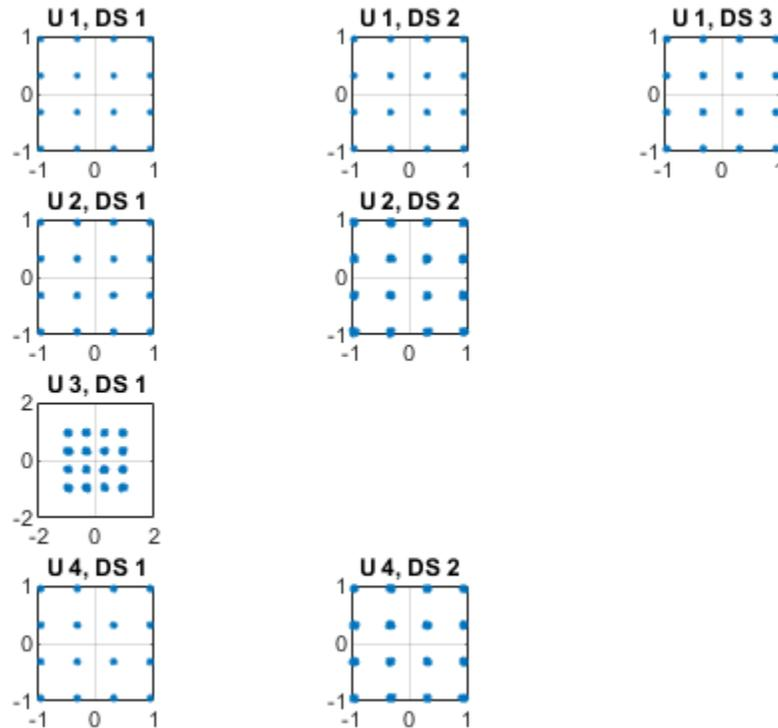 U 1, DS 1
U 1, DS 2
U 1, DS 3
1
0
-1
-1 0 1
1
0
-1
-1 0 1
1
0
-1
-1 0 1
U 2, DS 1
U 2, DS 2
1
0
-1
-1 0 1
1
0
-1
-1 0 1
U 3, DS 1
2
0
-2
-2 0 2
U 4, DS 1
U 4, DS 2
1
0
-1
-1 0 1
1
0
-1
-1 0 1